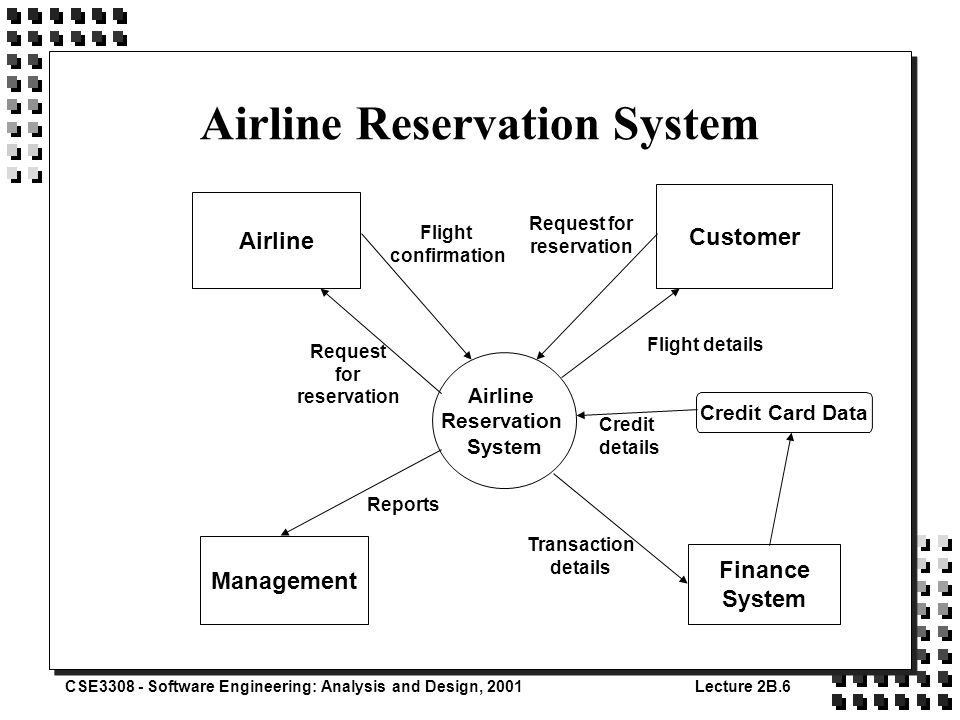 Airline Reservation System
Airline
Flight
confirmation
Request for
reservation
Customer
Request
for
reservation
Flight details
Airline
Reservation
System
Credit
details
Credit Card Data
Reports
Transaction
details
Management
Finance
System
CSE3308 - Software Engineering: Analysis and Design, 2001
Lecture 2B.6